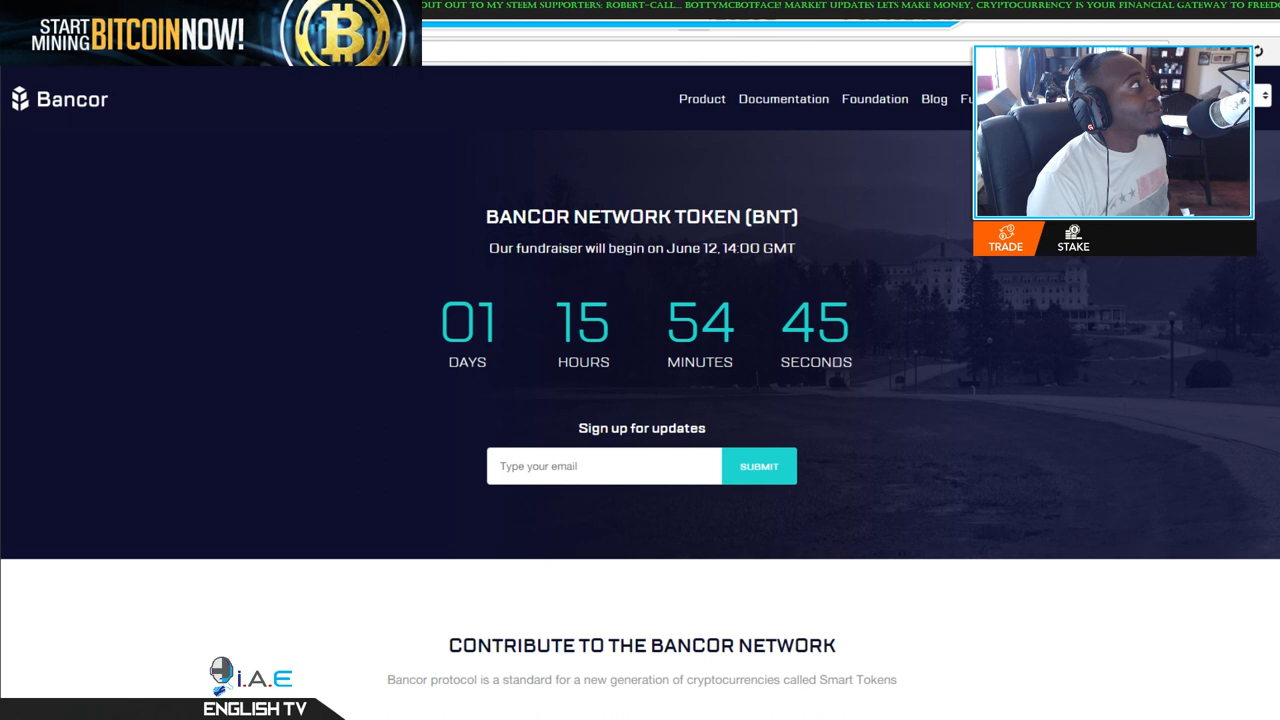 OUT OUT TO MY STEEM SUPPORTERS: ROBERT-CALL... BOTTYMCBOTFACE! MARKET UPDATES LETS MAKE MONEY, CRYPTOCURRENCY IS YOUR FINANCIAL GATEWAY TO
START
MINING BITCOIN NOW!
Bancor
Product Documentation Foundation Blog
BANCOR NETWORK TOKEN (BNT)
Our fundraiser will begin on June 12, 14:00 GMT
TRADE STAKE
01 15 54 45
DAYS HOURS MINUTES SECONDS
Sign up for updates
Type your email SUBMIT
CONTRIBUTE TO THE BANCOR NETWORK
Bancor protocol is a standard for a new generation of cryptocurrencies called Smart Tokens
i.A.E
ENGLISH TV